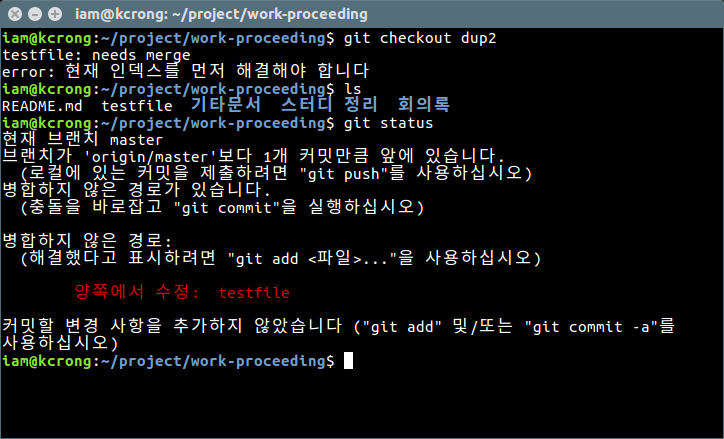 iam@kcrong: ~/project/work-proceeding
iam@kcrong:~/project/work-proceeding$ git checkout dup2
testfile: needs merge
error: 현재 인덱스를 먼저 해결해야 합니다
iam@kcrong:~/project/work-proceeding$ ls
README.md  testfile  기타문서  스터디 정리  회의록
iam@kcrong:~/project/work-proceeding$ git status
현재 브랜치 master
브랜치가 'origin/master'보다 1개 커밋만큼 앞에 있습니다.
  (로컬에 있는 커밋을 제출하려면 "git push"를 사용하십시오)
병합하지 않은 경로가 있습니다.
  (충돌을 바로잡고 "git commit"을 실행하십시오)
병합하지 않은 경로:
  (해결했다고 표시하려면 "git add <파일>..."을 사용하십시오)
양쪽에서 수정:  testfile
커밋할 변경 사항을 추가하지 않았습니다 ("git add" 및/또는 "git commit -a"를
사용하십시오)
iam@kcrong:~/project/work-proceeding$